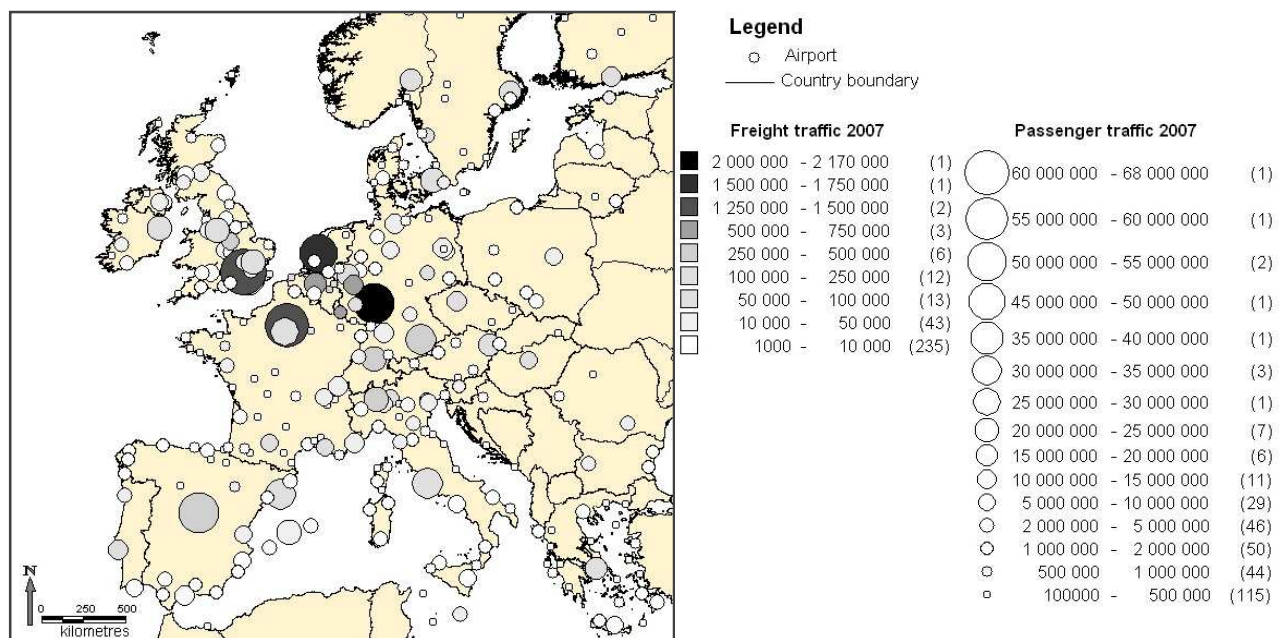 Legend
Airport
Country boundary
Freight traffic 2007
2 000 000 - 2 170 000 (1)
1 500 000 - 1 750 000 (1)
1 250 000 - 1 500 000 (2)
500 000 - 750 000 (3)
250 000 - 500 000 (6)
100 000 - 250 000 (12)
50 000 - 100 000 (13)
10 000 - 50 000 (43)
1000 - 10 000 (235)
Passenger traffic 2007
60 000 000 - 68 000 000 (1)
55 000 000 - 60 000 000 (1)
50 000 000 - 55 000 000 (2)
45 000 000 - 50 000 000 (1)
35 000 000 - 40 000 000 (1)
30 000 000 - 35 000 000 (3)
25 000 000 - 30 000 000 (1)
20 000 000 - 25 000 000 (7)
15 000 000 - 20 000 000 (6)
10 000 000 - 15 000 000 (11)
5 000 000 - 10 000 000 (29)
2 000 000 - 5 000 000 (46)
1 000 000 - 2 000 000 (50)
500 000 1 000 000 (44)
100000 - 500 000 (115)
N
0 250 500
kilometres